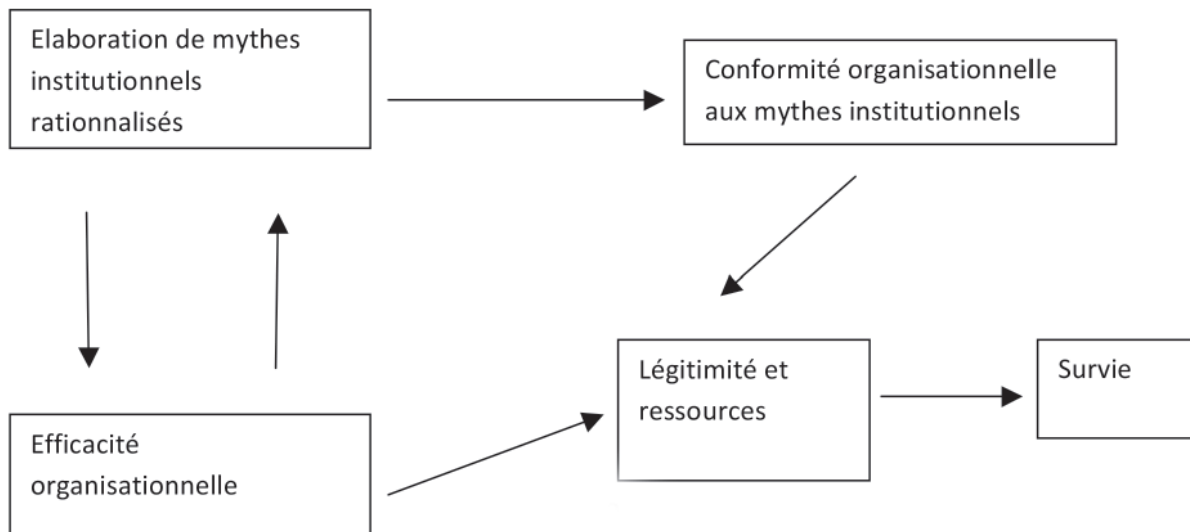 Elaboration de mythes
institutionnels
rationnalisés
Conformité organisationnelle
aux mythes institutionnels
Légitimité et
ressources
Survie
Efficacité
organisationnelle